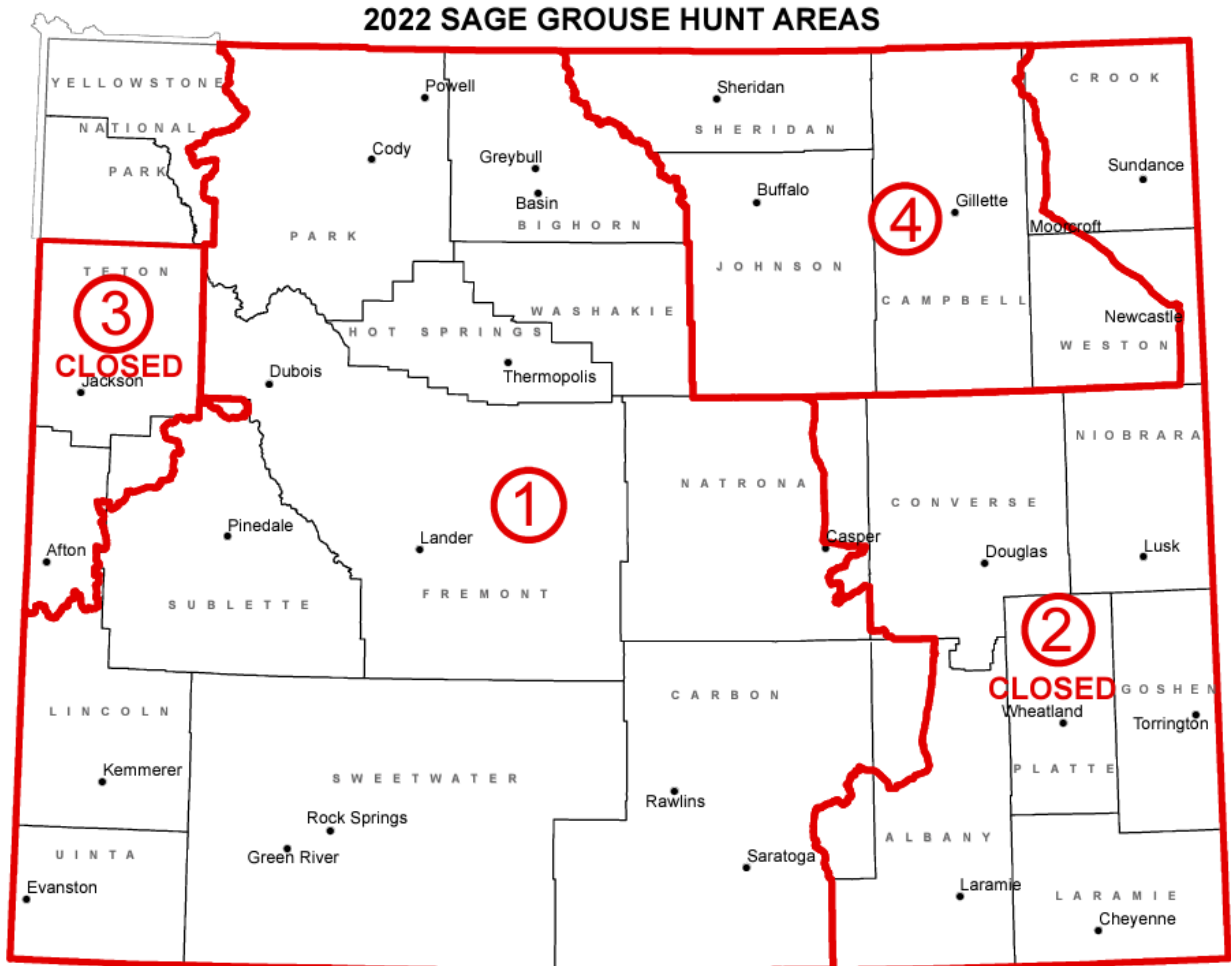 2022 SAGE GROUSE HUNT AREAS
YELLOWSTONE
NATIONAL
PARK
Powell
Cody
PARK
Greybull
Basin
BIGHORN
Sheridan
SHERIDAN
Buffalo
JOHNSON
4
Gillette
CAMPBELL
CROOK
Sundance
Moorcroft
Newcastle
WESTON
TETON
3
CLOSED
Jackson
Dubois
HOT SPRINGS
Thermopolis
WASHAKIE
1
NATRONA
Casper
CONVERSE
Douglas
NIOBRARA
Lusk
Afton
Pinedale
SUBLETTE
Lander
FREMONT
2
CLOSED
Wheatland
PLATTE
GOSHEN
Torrington
LINCOLN
Kemmerer
SWEETWATER
Rock Springs
Green River
CARBON
Rawlins
Saratoga
ALBANY
Laramie
LARAMIE
Cheyenne
UINTA
Evanston